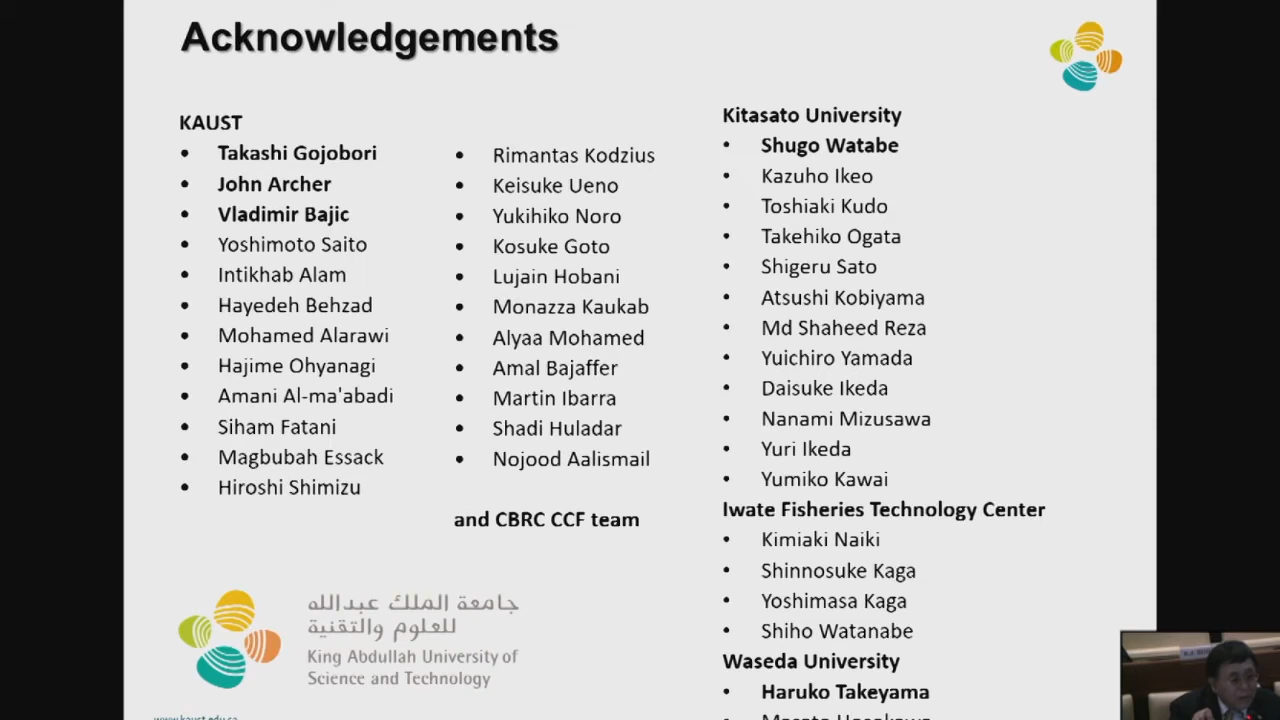 Acknowledgements
KAUST
• Takashi Gojobori
• John Archer
• Vladimir Bajic
• Yoshimoto Saito
• Intikhab Alam
• Hayedeh Behzad
• Mohamed Alarawi
• Hajime Ohyanagi
• Amani Al-ma'abadi
• Siham Fatani
• Magbubah Essack
• Hiroshi Shimizu
• Rimantas Kodzius
• Keisuke Ueno
• Yukihiko Noro
• Kosuke Goto
• Lujain Hobani
• Monazza Kaukab
• Alyaa Mohamed
• Amal Bajaffer
• Martin Ibarra
• Shadi Huladar
• Nojood Aalismail
and CBRC CCF team
جامعة الملك عبدالله
للعلوم والتقنية
King Abdullah University of
Science and Technology
www.kaust.edu.sa
Kitasato University
• Shugo Watabe
• Kazuho Ikeo
• Toshiaki Kudo
• Takehiko Ogata
• Shigeru Sato
• Atsushi Kobiyama
• Md Shaheed Reza
• Yuichiro Yamada
• Daisuke Ikeda
• Nanami Mizusawa
• Yuri Ikeda
• Yumiko Kawai
Iwate Fisheries Technology Center
• Kimiaki Naiki
• Shinnosuke Kaga
• Yoshimasa Kaga
• Shiho Watanabe
Waseda University
• Haruko Takeyama